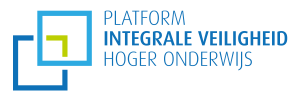 PLATFORM
INTEGRALE VEILIGHEID
HOGER ONDERWIJS